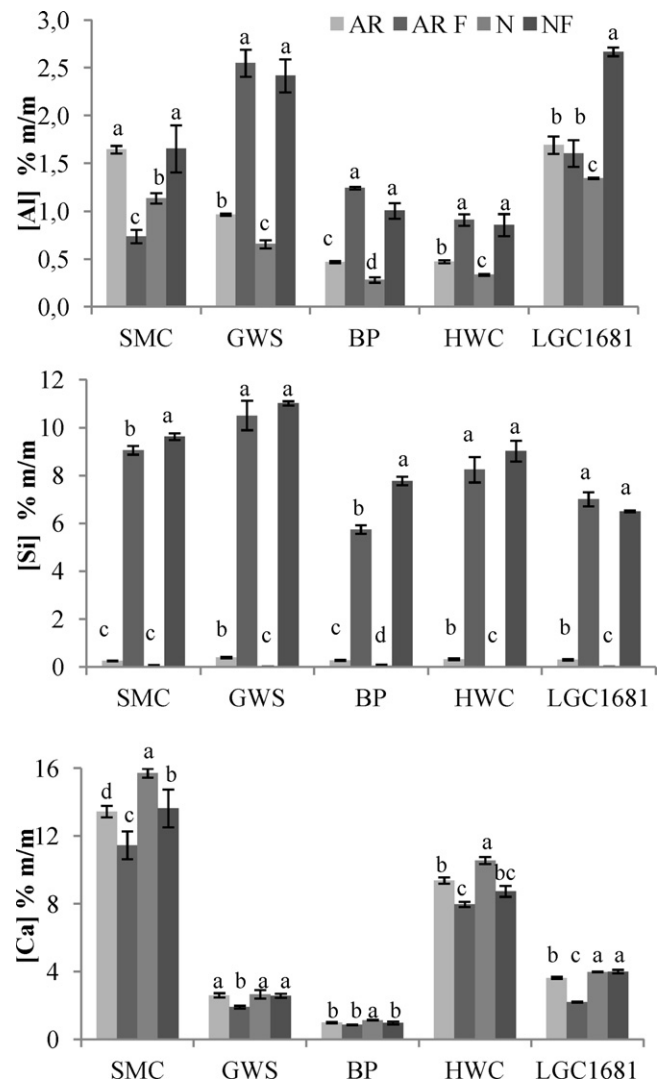 AR AR F N NF
[Al] % m/m
3,0
2,5
2,0
1,5
1,0
0,5
0,0
a c b a
b a c a
c a d a
b a c a
b b c a
SMC GWS BP HWC LGC1681
[Si] % m/m
12
10
8
6
4
2
0
c b c a
b a c a
c b d a
b a c a
b a c a
SMC GWS BP HWC LGC1681
[Ca] % m/m
16
12
8
4
0
d c a b
a b a a
b b a b
b c a bc
b c a a
SMC GWS BP HWC LGC1681